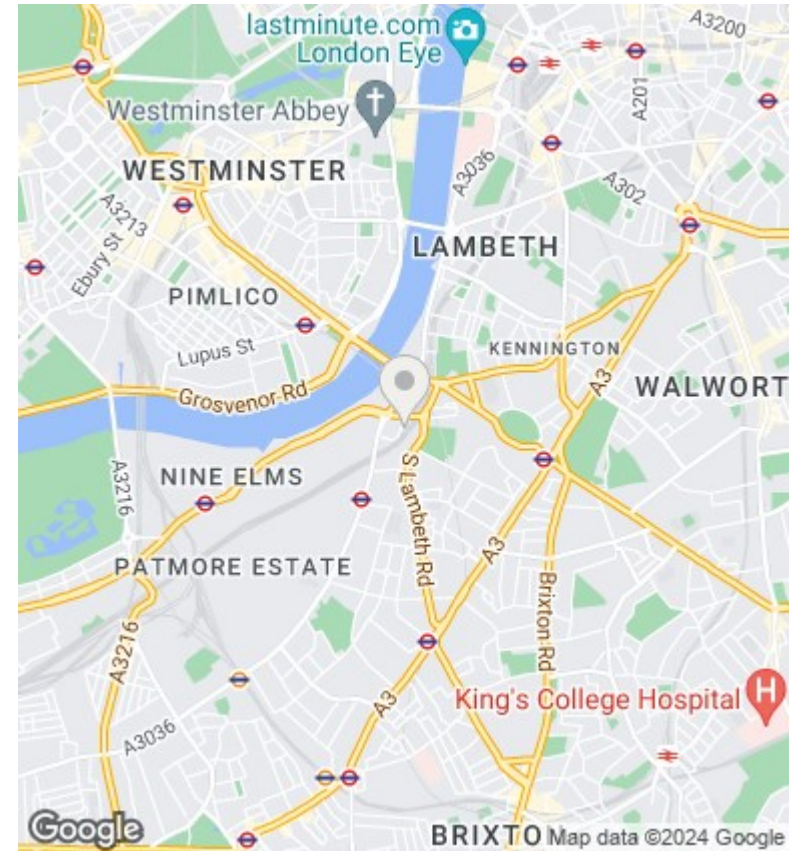 lastminute.com
London Eye
A3200
A201
Westminster Abbey
A3036
WESTMINSTER
A302
A3213
Ebury St
LAMBETH
PIMLICO
Lupus St
KENNINGTON
A3
WALWORT
Grosvenor Rd
A3216
NINE ELMS
S Lambeth Rd
A3
PATMORE ESTATE
Brixton Rd
A3216
King's College Hospital
H
A3
A3036
Google
BRIXTO
Map data ©2024 Google